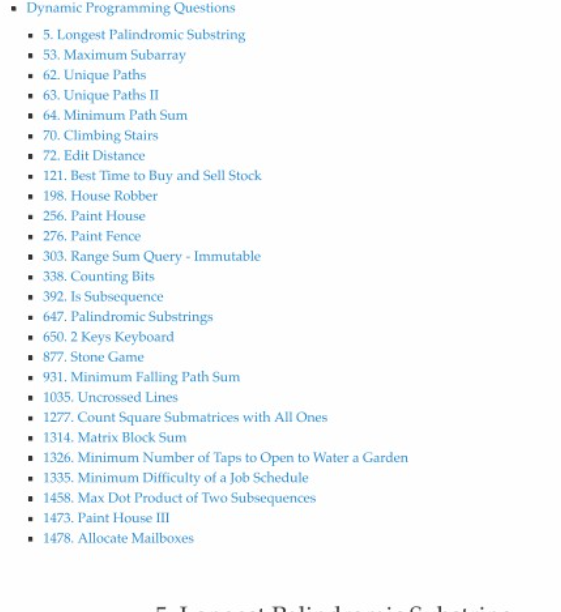 Dynamic Programming Questions
5. Longest Palindromic Substring
53. Maximum Subarray
62. Unique Paths
63. Unique Paths II
64. Minimum Path Sum
70. Climbing Stairs
72. Edit Distance
121. Best Time to Buy and Sell Stock
198. House Robber
256. Paint House
276. Paint Fence
303. Range Sum Query - Immutable
338. Counting Bits
392. Is Subsequence
647. Palindromic Substrings
650. 2 Keys Keyboard
877. Stone Game
931. Minimum Falling Path Sum
1035. Uncrossed Lines
1277. Count Square Submatrices with All Ones
1314. Matrix Block Sum
1326. Minimum Number of Taps to Open to Water a Garden
1335. Minimum Difficulty of a Job Schedule
1458. Max Dot Product of Two Subsequences
1473. Paint House III
1478. Allocate Mailboxes
5. Longest Palindromic Substring